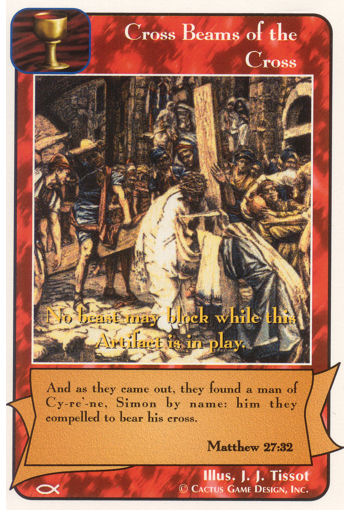 Cross Beams of the
Cross
No beast may block while this
Artifact is in play.
And as they came out, they found a man of
Cy-re´-ne, Simon by name: him they
compelled to bear his cross.
Matthew 27:32
Illus. J. J. Tissot
© Cactus Game Design, Inc.